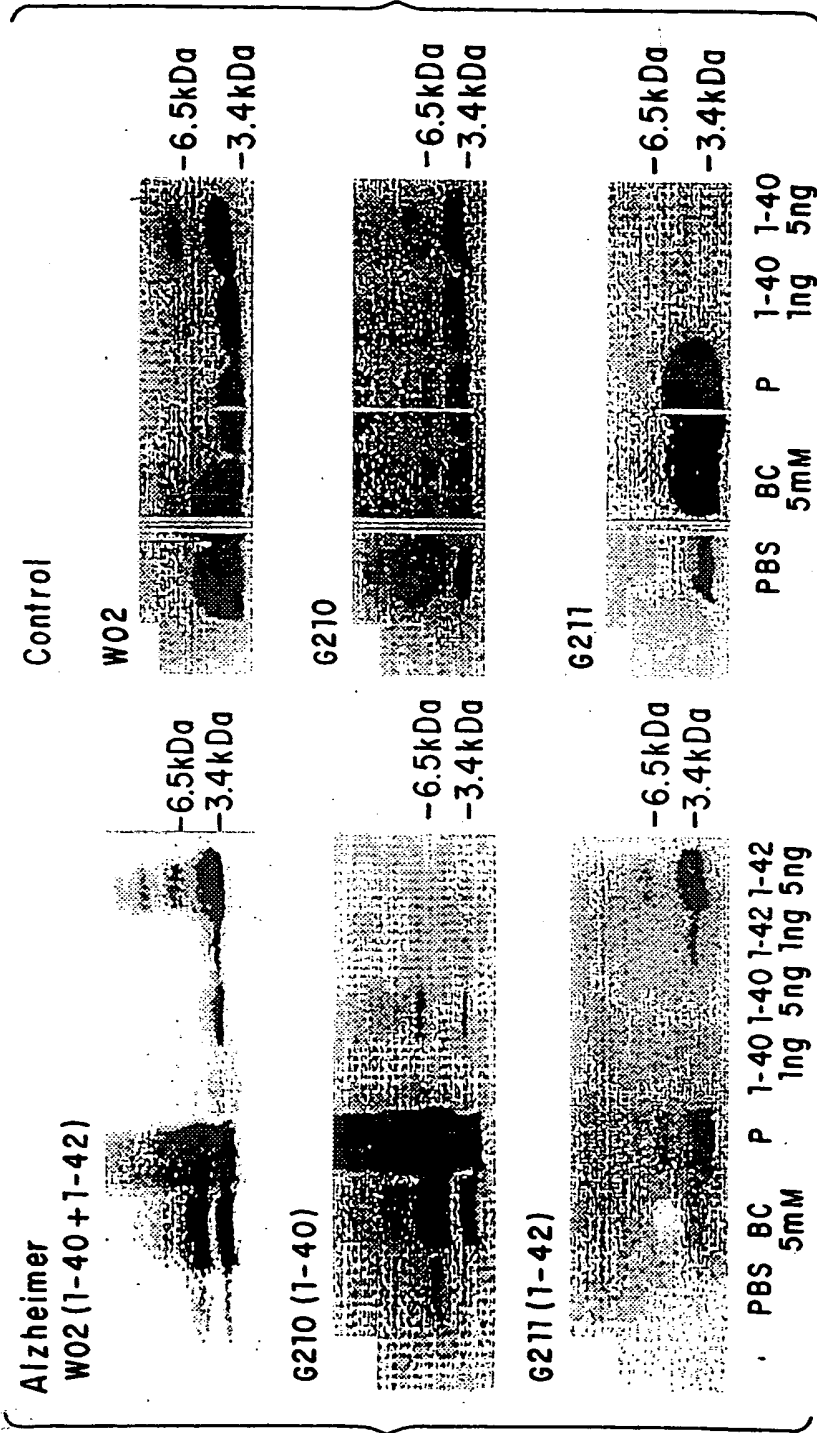 Alzheimer
W02 (1-40 + 1-42)
-6.5kDa
-3.4kDa
G210 (1-40)
-6.5kDa
-3.4kDa
G211 (1-42)
-6.5kDa
-3.4kDa
PBS BC P 1-40 1-40 1-42 1-42
5mM 1ng 5ng 1ng 5ng
Control
W02
-6.5kDa
-3.4kDa
G210
-6.5kDa
-3.4kDa
G211
-6.5kDa
-3.4kDa
PBS BC P 1-40 1-40
5mM 1ng 5ng